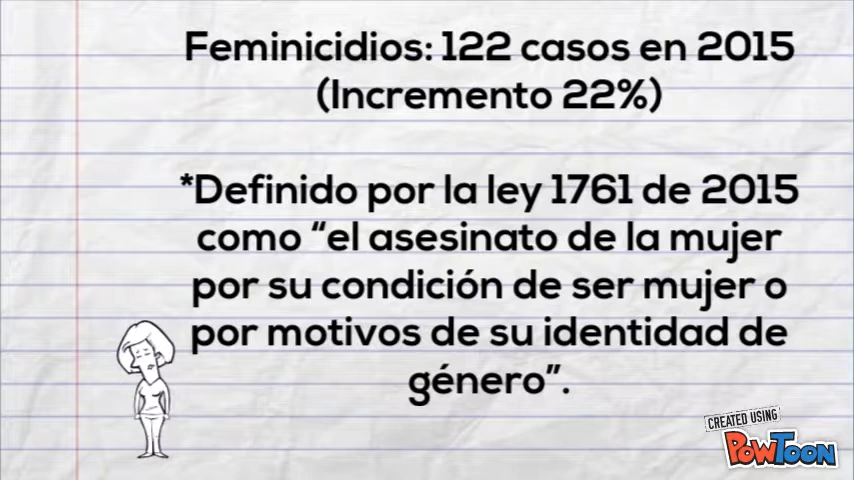 Feminicidios: 122 casos en 2015
(Incremento 22%)
*Definido por la ley 1761 de 2015
como “el asesinato de la mujer
por su condición de ser mujer o
por motivos de su identidad de
género”.
CREATED USING
POWTOON